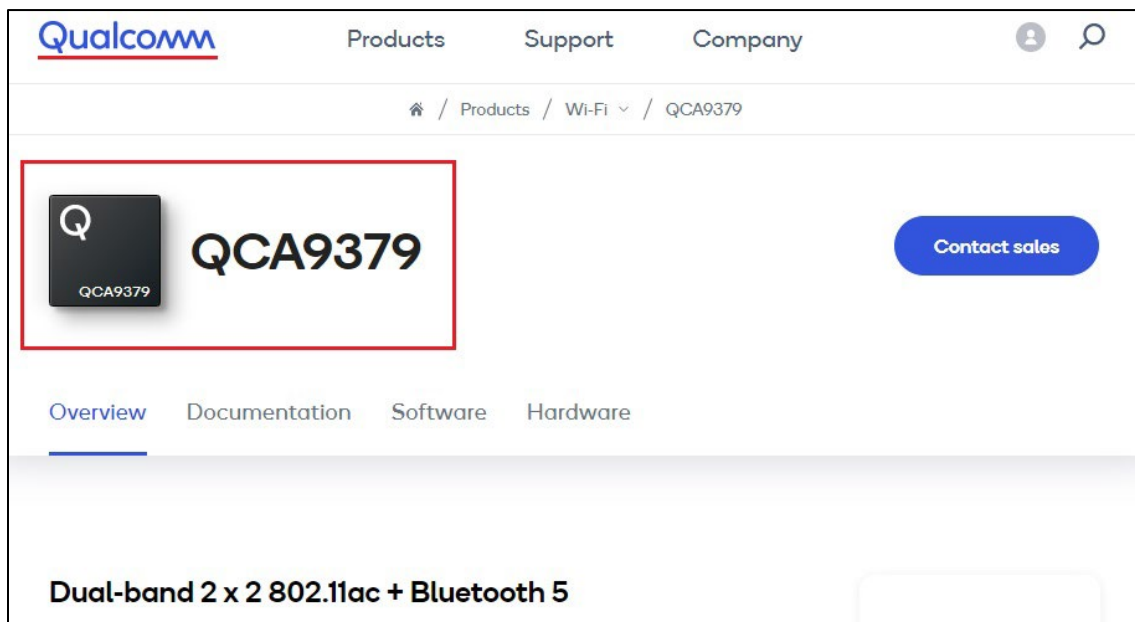 Qualcomm Products Support Company
/ Products / Wi-Fi / QCA9379
Q
QCA9379
QCA9379
Contact sales
Overview Documentation Software Hardware
Dual-band 2 x 2 802.11ac + Bluetooth 5